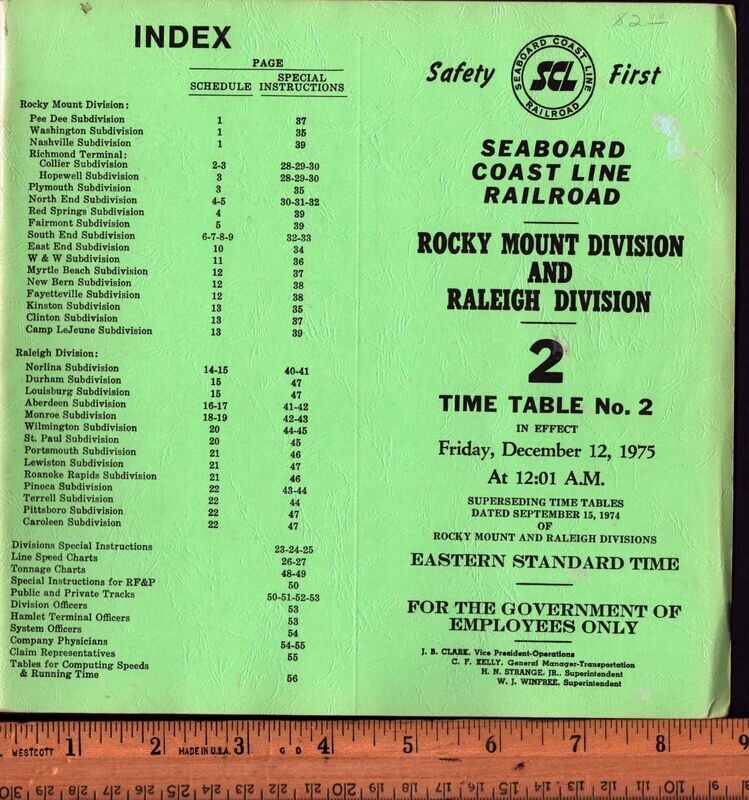 INDEX
PAGE
SCHEDULE SPECIAL INSTRUCTIONS
Rocky Mount Division:
Pee Dee Subdivision 1 37
Washington Subdivision 1 35
Nashville Subdivision 1 39
Richmond Terminal:
Collier Subdivision 2-3 28-29-30
Hopewell Subdivision 3 28-29-30
Plymouth Subdivision 3 35
North End Subdivision 4-5 30-31-32
Red Springs Subdivision 4 39
Fairmont Subdivision 5 39
South End Subdivision 6-7-8-9 32-33
East End Subdivision 10 34
W & W Subdivision 11 36
Myrtle Beach Subdivision 12 37
New Bern Subdivision 12 38
Fayetteville Subdivision 12 38
Kinston Subdivision 13 35
Clinton Subdivision 13 37
Camp LeJeune Subdivision 13 39
Raleigh Division:
Norlina Subdivision 14-15 40-41
Durham Subdivision 15 47
Louisburg Subdivision 15 47
Aberdeen Subdivision 16-17 41-42
Monroe Subdivision 18-19 42-43
Wilmington Subdivision 20 44-45
St. Paul Subdivision 20 45
Portsmouth Subdivision 21 46
Lewiston Subdivision 21 47
Roanoke Rapids Subdivision 21 46
Pinoca Subdivision 22 43-44
Terrell Subdivision 22 44
Pittsboro Subdivision 22 47
Caroleen Subdivision 22 47
Divisions Special Instructions 23-24-25
Line Speed Charts 26-27
Tonnage Charts 48-49
Special Instructions for RF&P 50
Public and Private Tracks 50-51-52-53
Division Officers 53
Hamlet Terminal Officers 53
System Officers 54
Company Physicians 54-55
Claim Representatives 55
Tables for Computing Speeds
& Running Time 56
Safety First
SEABOARD COAST LINE
SCL
RAILROAD
SEABOARD
COAST LINE
RAILROAD
ROCKY MOUNT DIVISION
AND
RALEIGH DIVISION
2
TIME TABLE No. 2
IN EFFECT
Friday, December 12, 1975
At 12:01 A.M.
SUPERSEDING TIME TABLES
DATED SEPTEMBER 15, 1974
OF
ROCKY MOUNT AND RALEIGH DIVISIONS
EASTERN STANDARD TIME
FOR THE GOVERNMENT OF
EMPLOYEES ONLY
J. B. CLARK, Vice President-Operations
C. F. KELLY, General Manager-Transportation
H. N. STRANGE, JR., Superintendent
W. J. WINFREE, Superintendent
WESTCOTT 1 2 MADE IN U.S.A. 3 G D 4 5 6 7 8 9